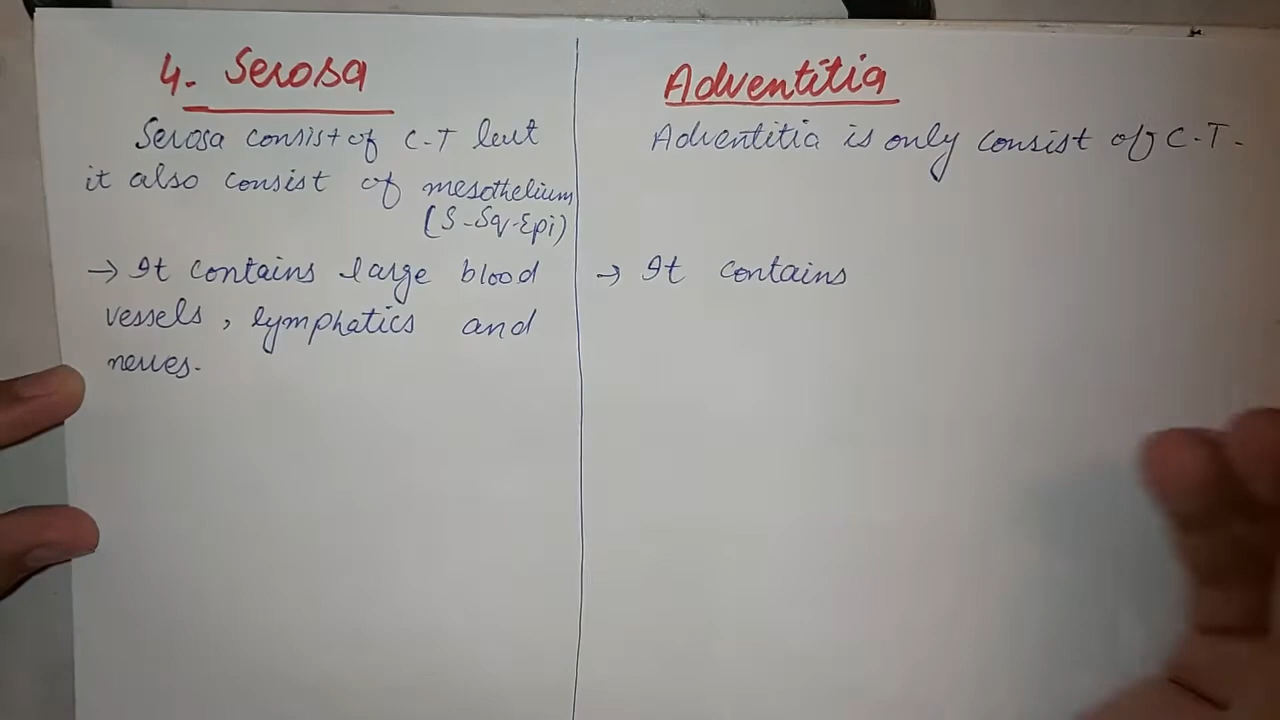 4. Serosa
Serosa consist of C-T but
it also consist of mesothelium
(S-Sq-Epi)
→ It contains large blood
vessels, lymphatics and
nerves.
Adventitia
Adventitia is only consist of C.T.
→ It contains